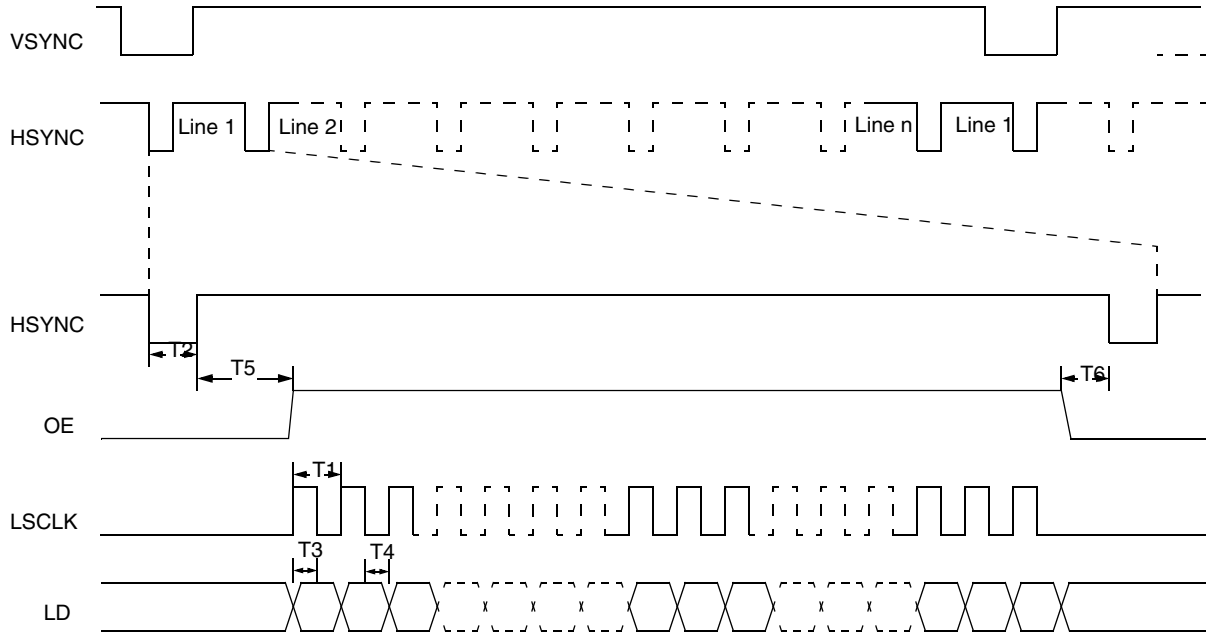 VSYNC
HSYNC
Line 1
Line 2
Line n
Line 1
HSYNC
T2
T5
T6
OE
T1
LSCLK
T3
T4
LD